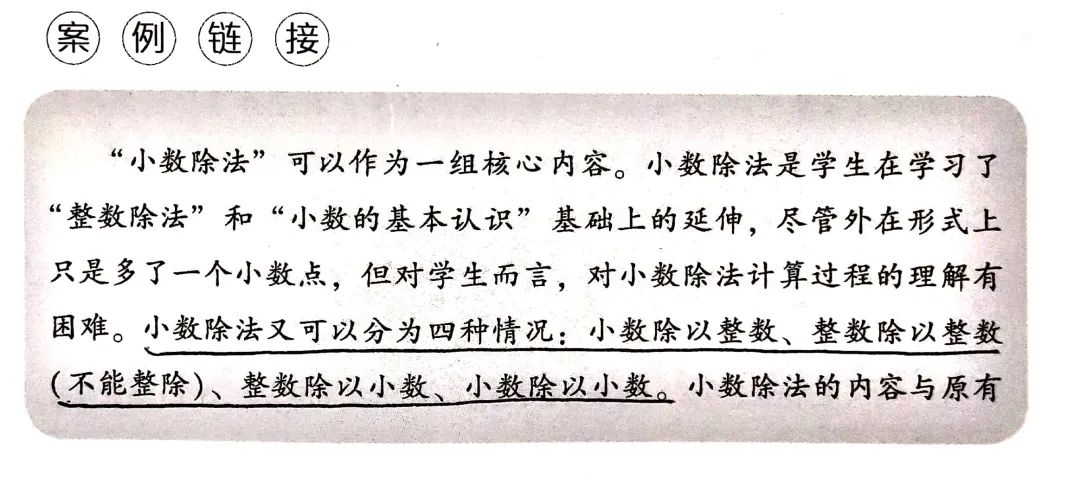 案例链接
“小数除法”可以作为一组核心内容。小数除法是学生在学习了
“整数除法”和“小数的基本认识”基础上的延伸，尽管外在形式上
只是多了一个小数点，但对学生而言，对小数除法计算过程的理解有
困难。小数除法又可以分为四种情况：小数除以整数、整数除以整数
(不能整除)、整数除以小数、小数除以小数。小数除法的内容与原有